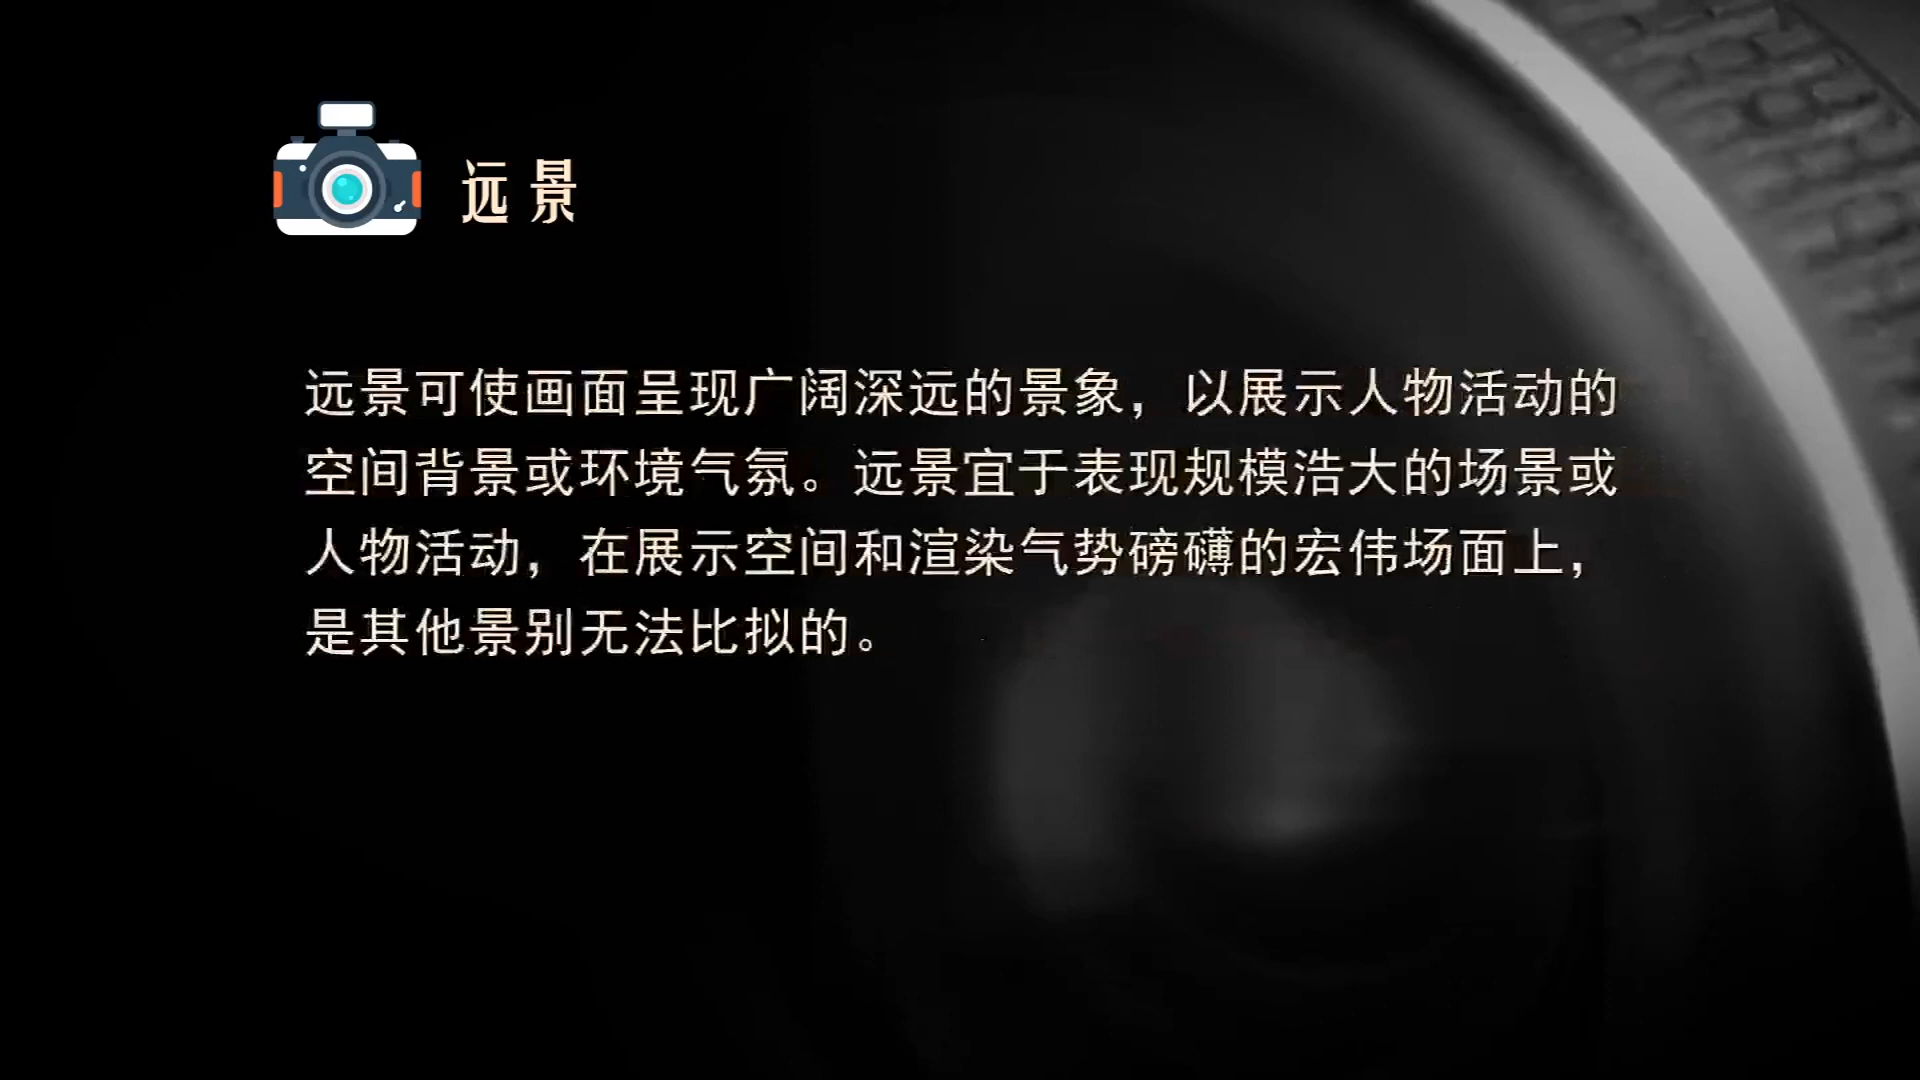 远景
远景可使画面呈现广阔深远的景象，以展示人物活动的
空间背景或环境气氛。远景宜于表现规模浩大的场景或
人物活动，在展示空间和渲染气势磅礴的宏伟场面上，
是其他景别无法比拟的。